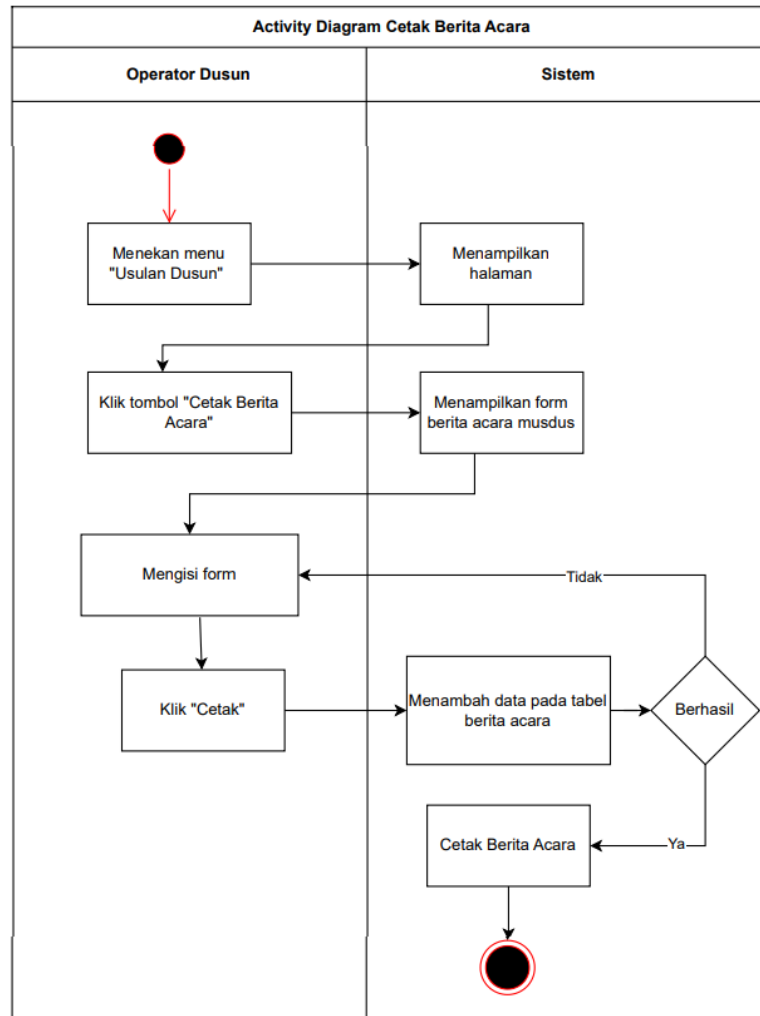 Activity Diagram Cetak Berita Acara
Operator Dusun
Sistem
Menekan menu
"Usulan Dusun"
Menampilkan
halaman
Klik tombol "Cetak Berita
Acara"
Menampilkan form
berita acara musdus
Mengisi form
Tidak
Klik "Cetak"
Menambah data pada tabel
berita acara
Berhasil
Cetak Berita Acara
Ya